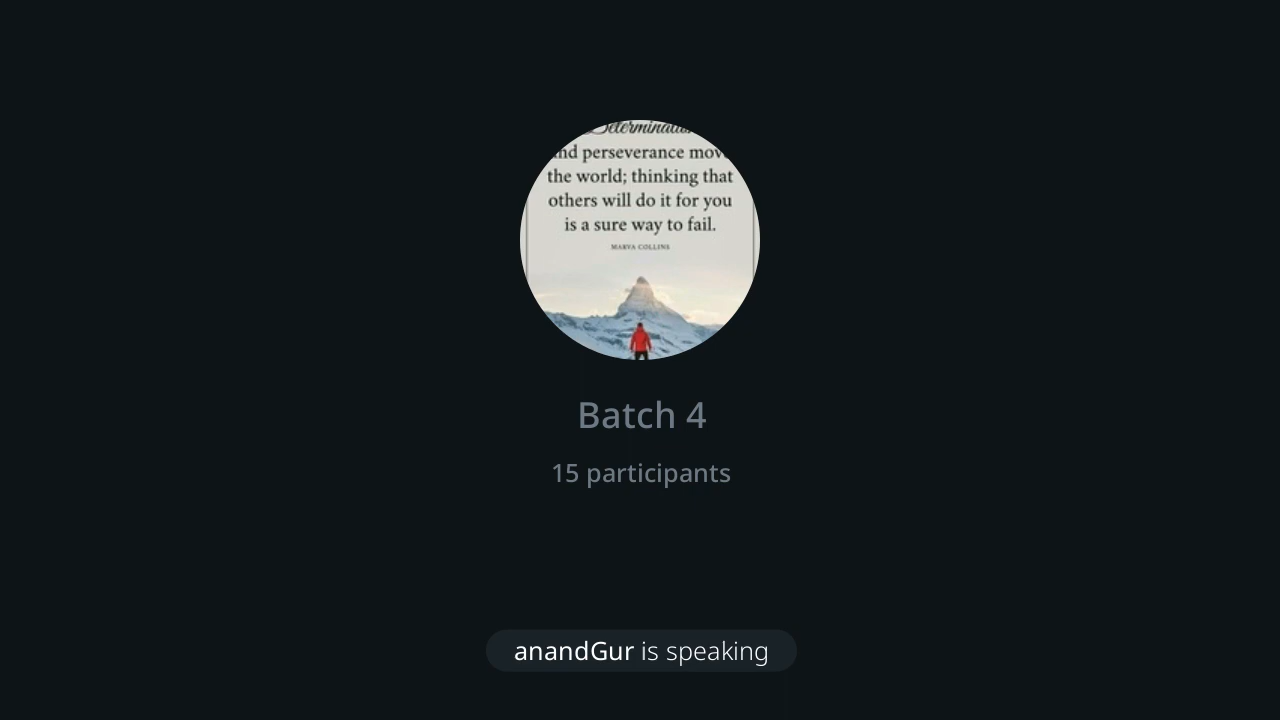 and perseverance
the world; thinking that
others will do it for you
is a sure way to fail.
MARVA COLLINS
Batch 4
15 participants
anandGur is speaking